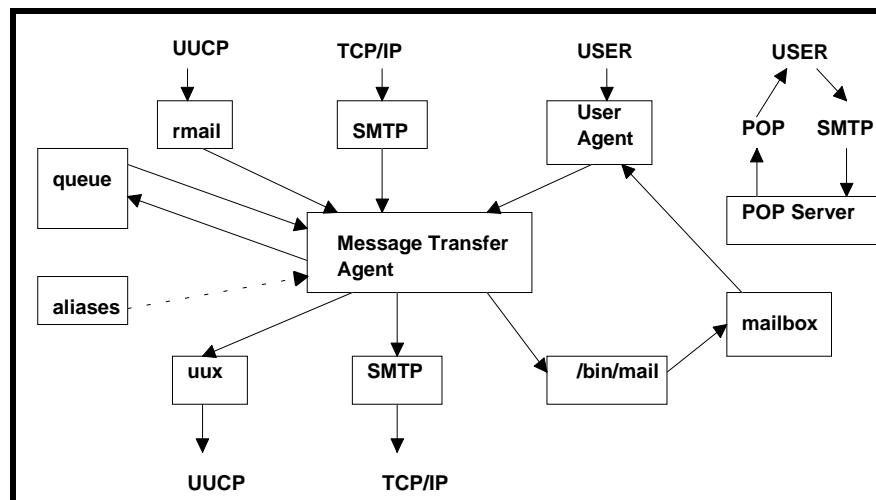 UUCP
TCP/IP
USER
USER
rmail
SMTP
User
Agent
POP
SMTP
queue
POP Server
Message Transfer
Agent
aliases
mailbox
uux
SMTP
/bin/mail
UUCP
TCP/IP